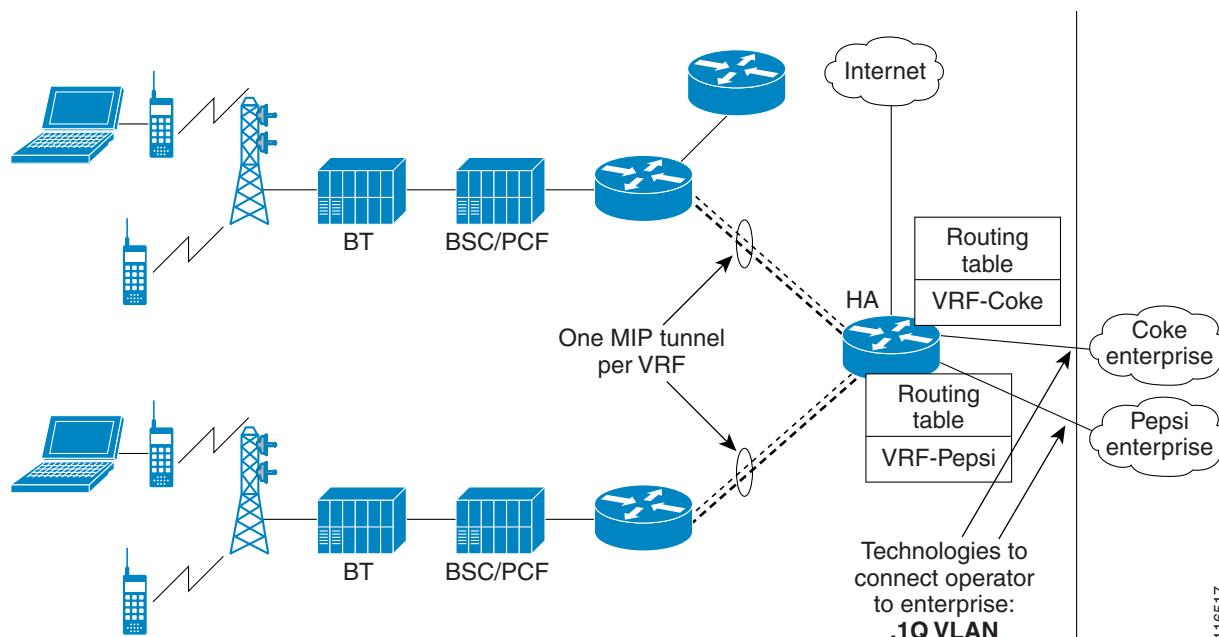 Internet
BT
BSC/PCF
Routing
table
VRF-Coke
HA
One MIP tunnel
per VRF
Coke
enterprise
Routing
table
VRF-Pepsi
Pepsi
enterprise
BT
BSC/PCF
Technologies to
connect operator
to enterprise:
.1Q VLAN